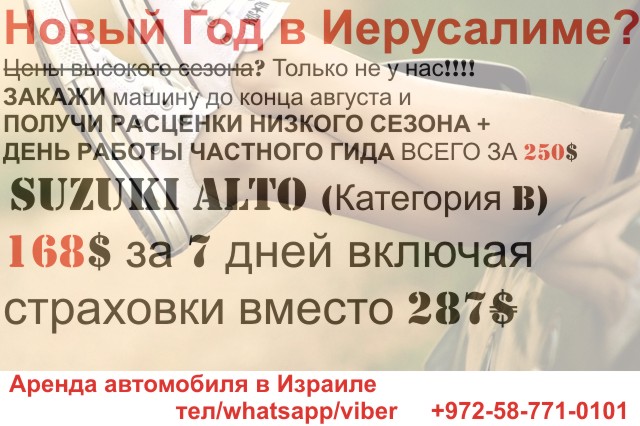 Новый Год в Иерусалиме?
Цены высокого сезона? Только не у нас!!!!
ЗАКАЖИ машину до конца августа и
ПОЛУЧИ РАСЦЕНКИ НИЗКОГО СЕЗОНА +
ДЕНЬ РАБОТЫ ЧАСТНОГО ГИДА ВСЕГО ЗА 250$
SUZUKI ALTO (Категория B)
168$ за 7 дней включая
страховки вместо 287$
Аренда автомобиля в Израиле
тел/whatsapp/viber +972-58-771-0101